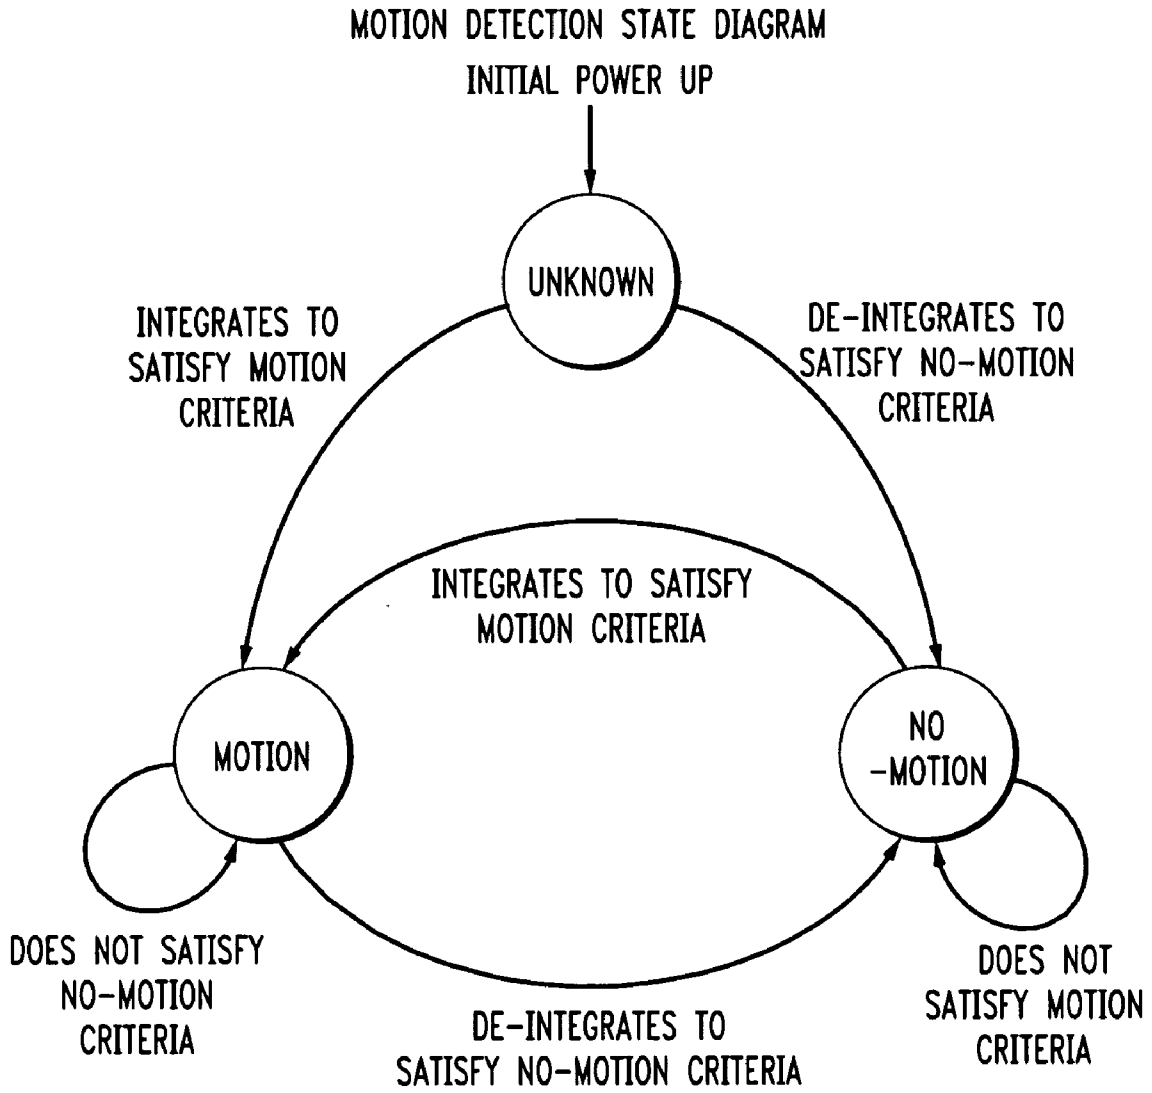 MOTION DETECTION STATE DIAGRAM
INITIAL POWER UP
UNKNOWN
INTEGRATES TO
SATISFY MOTION
CRITERIA
DE-INTEGRATES TO
SATISFY NO-MOTION
CRITERIA
INTEGRATES TO SATISFY
MOTION CRITERIA
MOTION
NO
-MOTION
DOES NOT SATISFY
NO-MOTION
CRITERIA
DE-INTEGRATES TO
SATISFY NO-MOTION CRITERIA
DOES NOT
SATISFY MOTION
CRITERIA